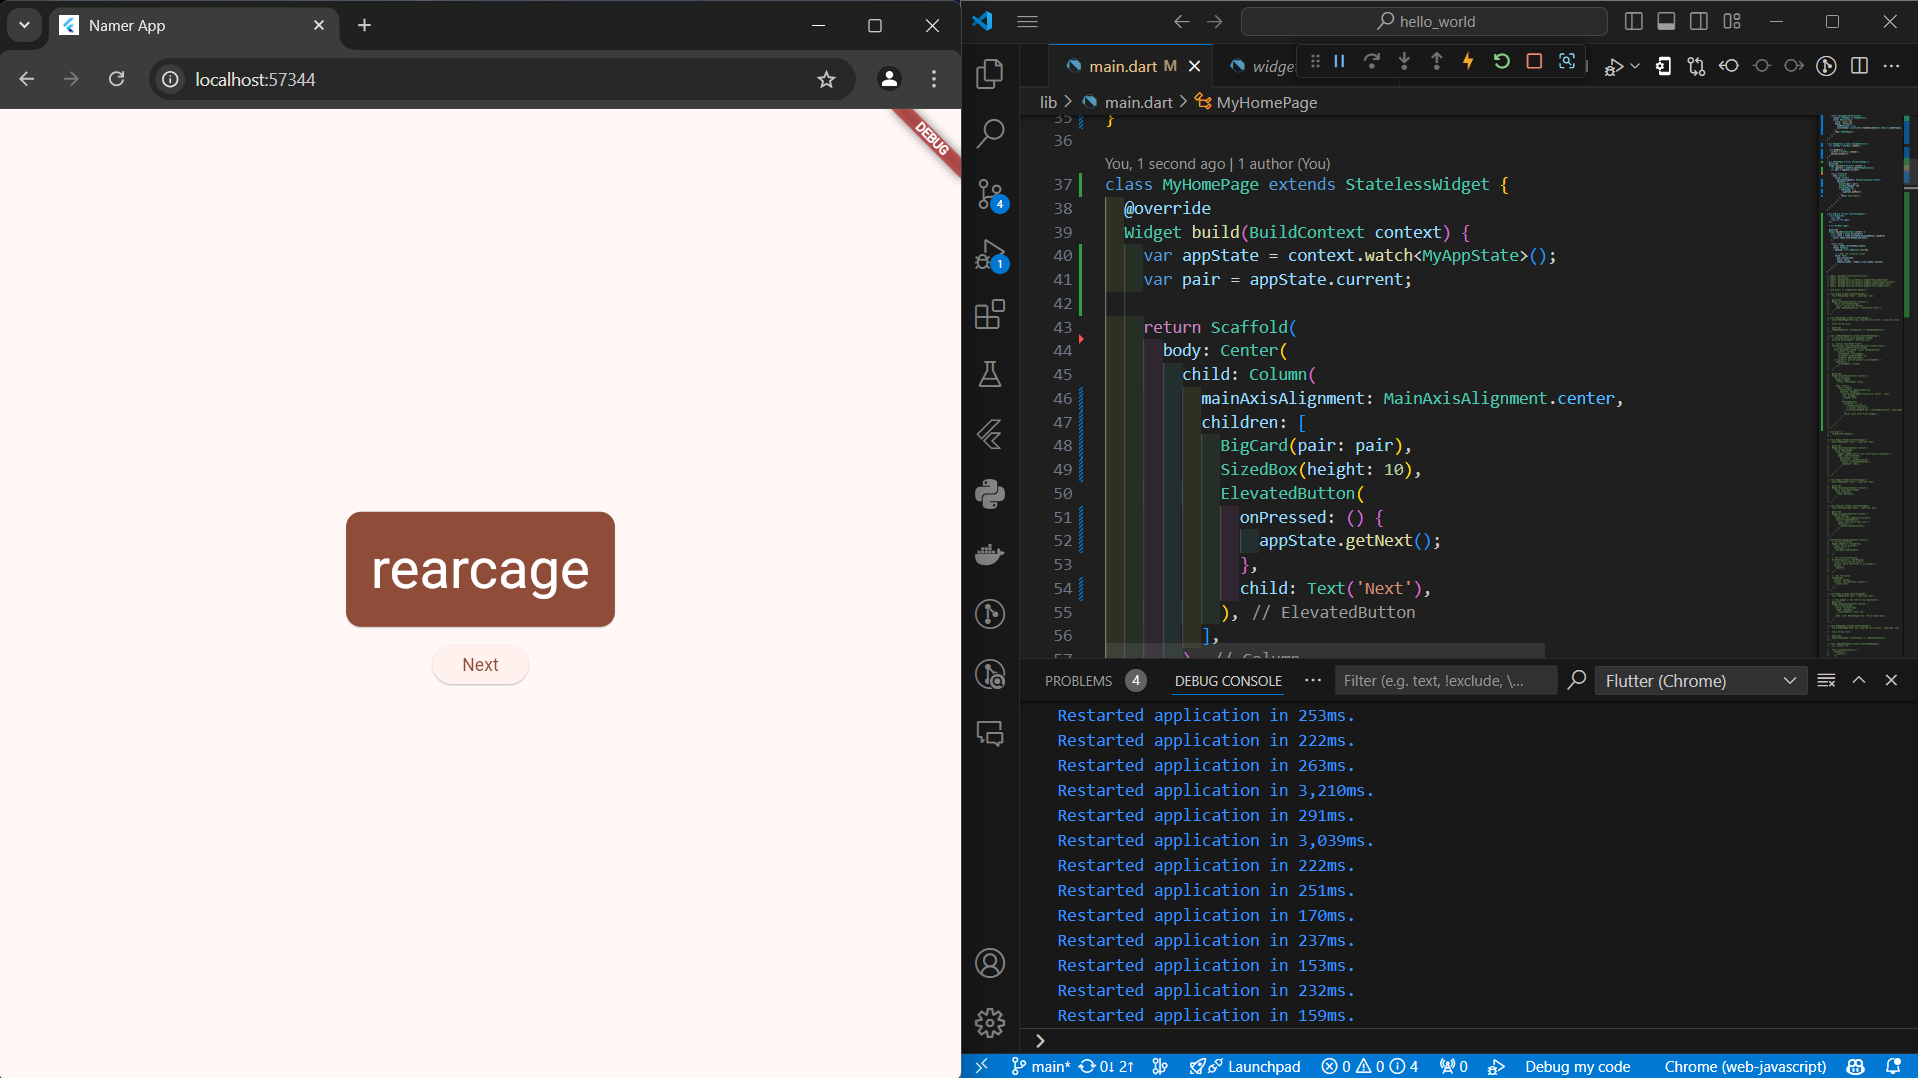 Namer App
localhost:57344
DEBUG
rearcage
Next
hello_world
main.dart M
widge
lib > main.dart > MyHomePage
35 }
36
You, 1 second ago | 1 author (You)
37 class MyHomePage extends StatelessWidget {
38 @override
39 Widget build(BuildContext context) {
40 var appState = context.watch<MyAppState>();
41 var pair = appState.current;
42
43 return Scaffold(
44 body: Center(
45 child: Column(
46 mainAxisAlignment: MainAxisAlignment.center,
47 children: [
48 BigCard(pair: pair),
49 SizedBox(height: 10),
50 ElevatedButton(
51 onPressed: () {
52 appState.getNext();
53 },
54 child: Text('Next'),
55 ), // ElevatedButton
56 ],
57 ), // Column
4
1
PROBLEMS 4 DEBUG CONSOLE ··· Filter (e.g. text, !exclude, \... Flutter (Chrome)
Restarted application in 253ms.
Restarted application in 222ms.
Restarted application in 263ms.
Restarted application in 3,210ms.
Restarted application in 291ms.
Restarted application in 3,039ms.
Restarted application in 222ms.
Restarted application in 251ms.
Restarted application in 170ms.
Restarted application in 237ms.
Restarted application in 153ms.
Restarted application in 232ms.
Restarted application in 159ms.
>
main* 0↓ 2↑ Launchpad 0 0 4 0 Debug my code Chrome (web-javascript)